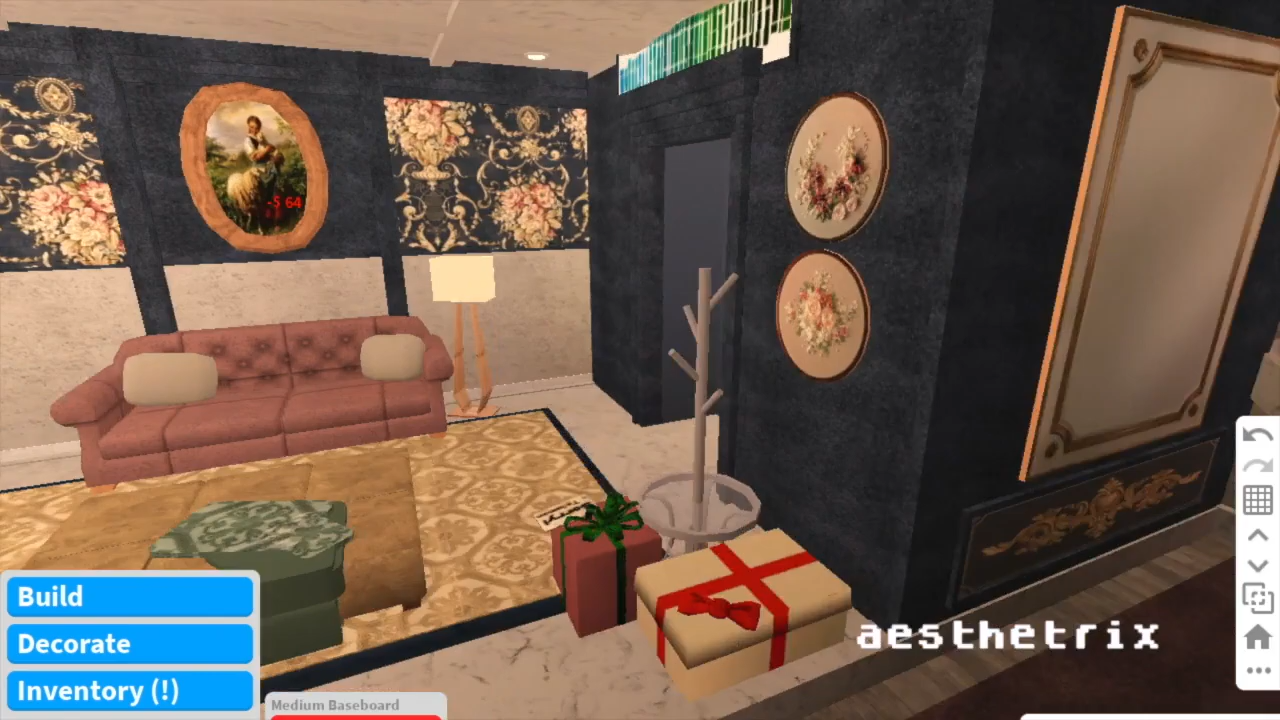 -$ 64
Build
Decorate
Inventory (!)
Medium Baseboard
aesthetrix